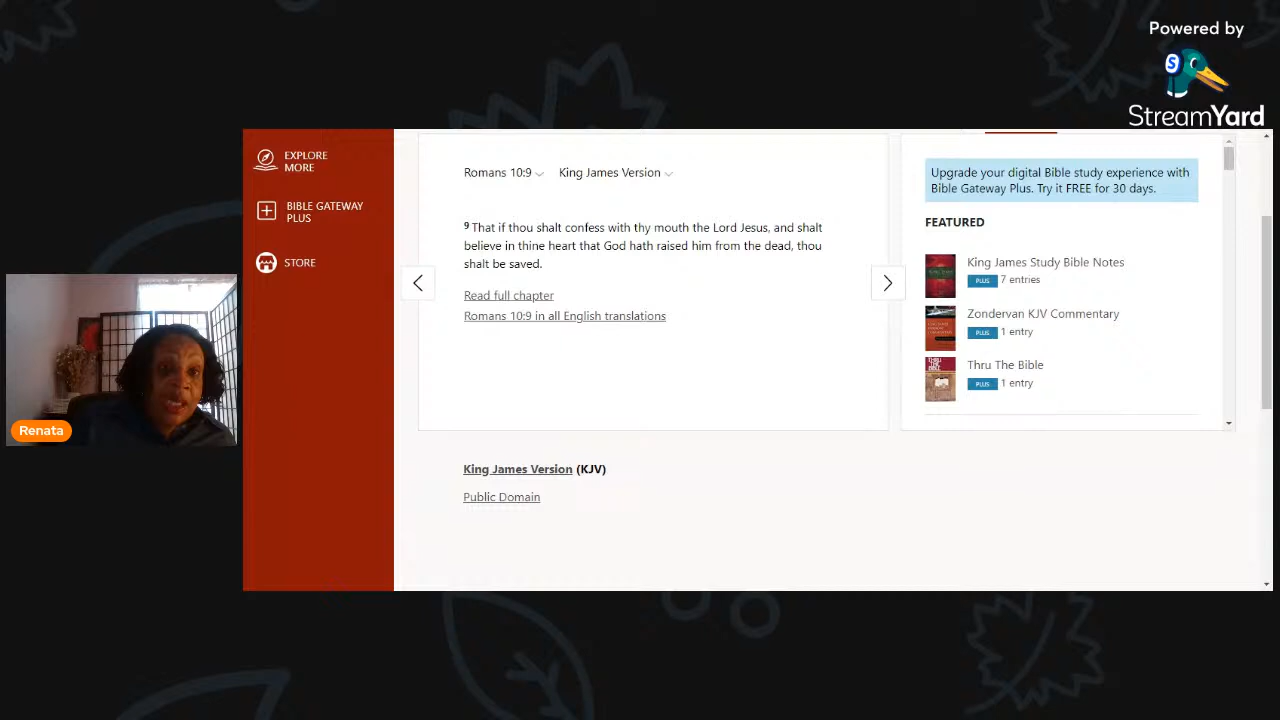 Powered by
StreamYard
EXPLORE
MORE
BIBLE GATEWAY
PLUS
STORE
Renata
Romans 10:9 King James Version
9 That if thou shalt confess with thy mouth the Lord Jesus, and shalt
believe in thine heart that God hath raised him from the dead, thou
shalt be saved.
Read full chapter
Romans 10:9 in all English translations
King James Version (KJV)
Public Domain
Upgrade your digital Bible study experience with
Bible Gateway Plus. Try it FREE for 30 days.
FEATURED
King James Study Bible Notes
PLUS 7 entries
Zondervan KJV Commentary
PLUS 1 entry
Thru The Bible
PLUS 1 entry